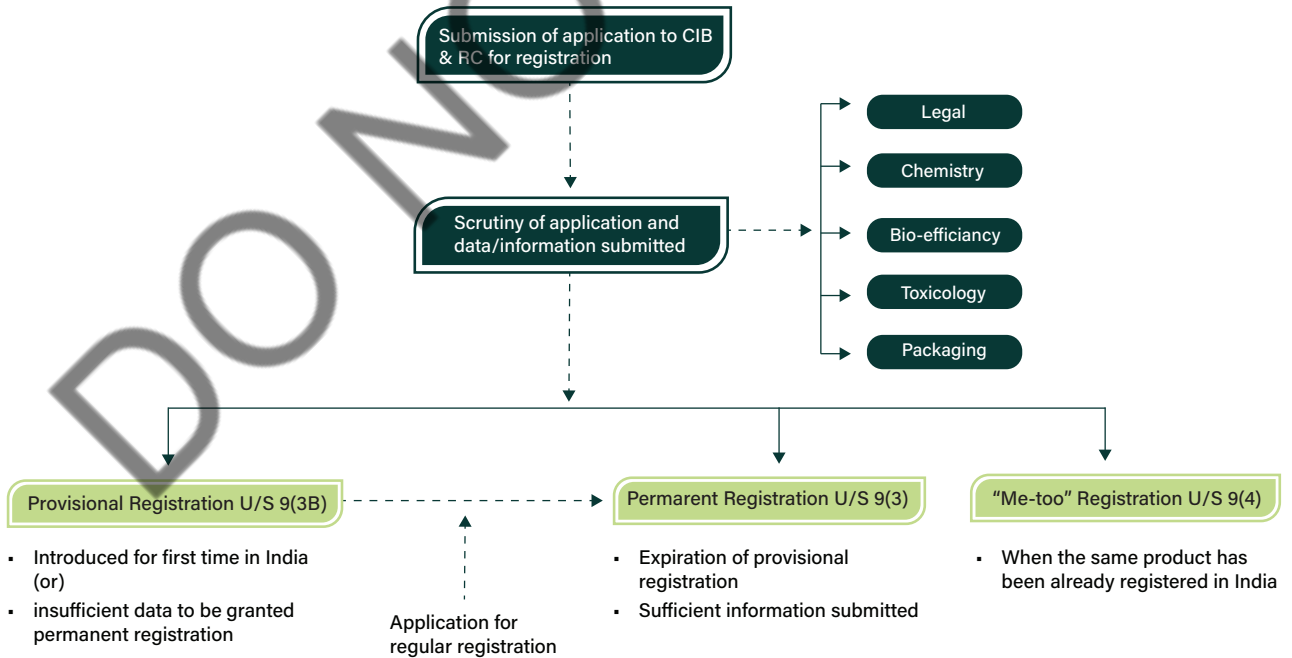 Submission of application to CIB
& RC for registration
Legal
Chemistry
Scrutiny of application and
data/information submitted
Bio-efficiancy
Toxicology
Packaging
Provisional Registration U/S 9(3B)
Permarent Registration U/S 9(3)
“Me-too” Registration U/S 9(4)
▪ Introduced for first time in India
(or)
▪ insufficient data to be granted
permanent registration
Application for
regular registration
▪ Expiration of provisional
registration
▪ Sufficient information submitted
▪ When the same product has
been already registered in India
DO NO